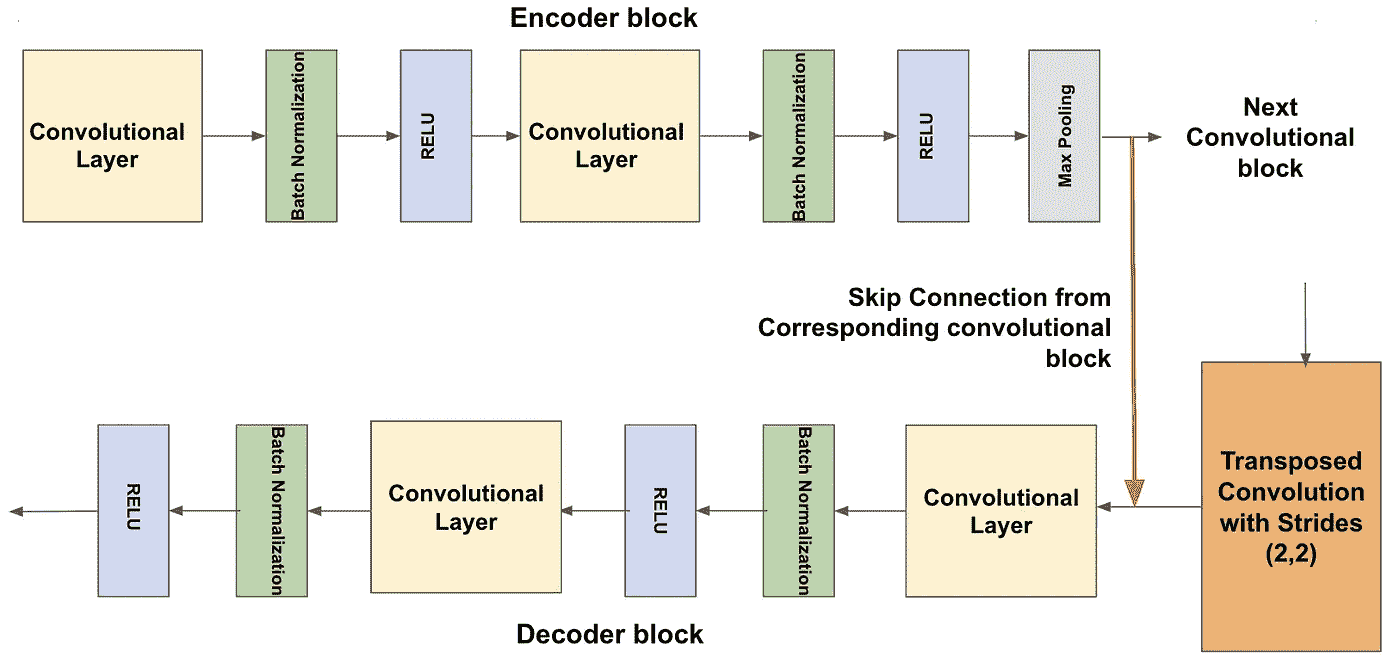 Encoder block
Convolutional
Layer
Batch Normalization
RELU
Convolutional
Layer
Batch Normalization
RELU
Max Pooling
Next
Convolutional
block
Skip Connection from
Corresponding convolutional
block
RELU
Batch Normalization
Convolutional
Layer
RELU
Batch Normalization
Convolutional
Layer
Transposed
Convolution
with Strides
(2,2)
Decoder block